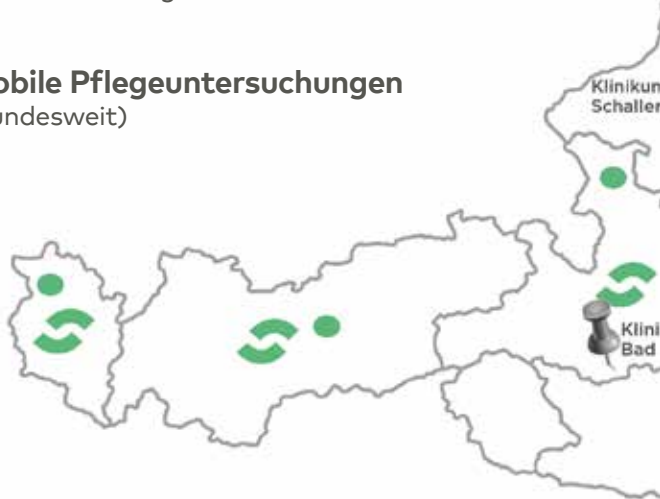 obile Pflegeuntersuchungen
undesweit)
Klinikum
Schaller
Klini
Bad